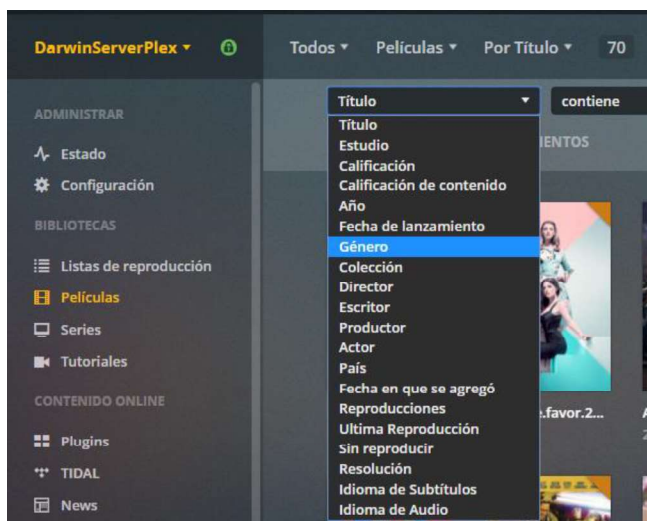 DarwinServerPlex
Todos
Películas
Por Título
70
ADMINISTRAR
Estado
Configuración
BIBLIOTECAS
Listas de reproducción
Películas
Series
Tutoriales
CONTENIDO ONLINE
Plugins
TIDAL
News
Título
contiene
Título
Estudio
Calificación
Calificación de contenido
Año
Fecha de lanzamiento
Género
Colección
Director
Escritor
Productor
Actor
País
Fecha en que se agregó
Reproducciones
Ultima Reproducción
Sin reproducir
Resolución
Idioma de Subtítulos
Idioma de Audio
.favor.2...